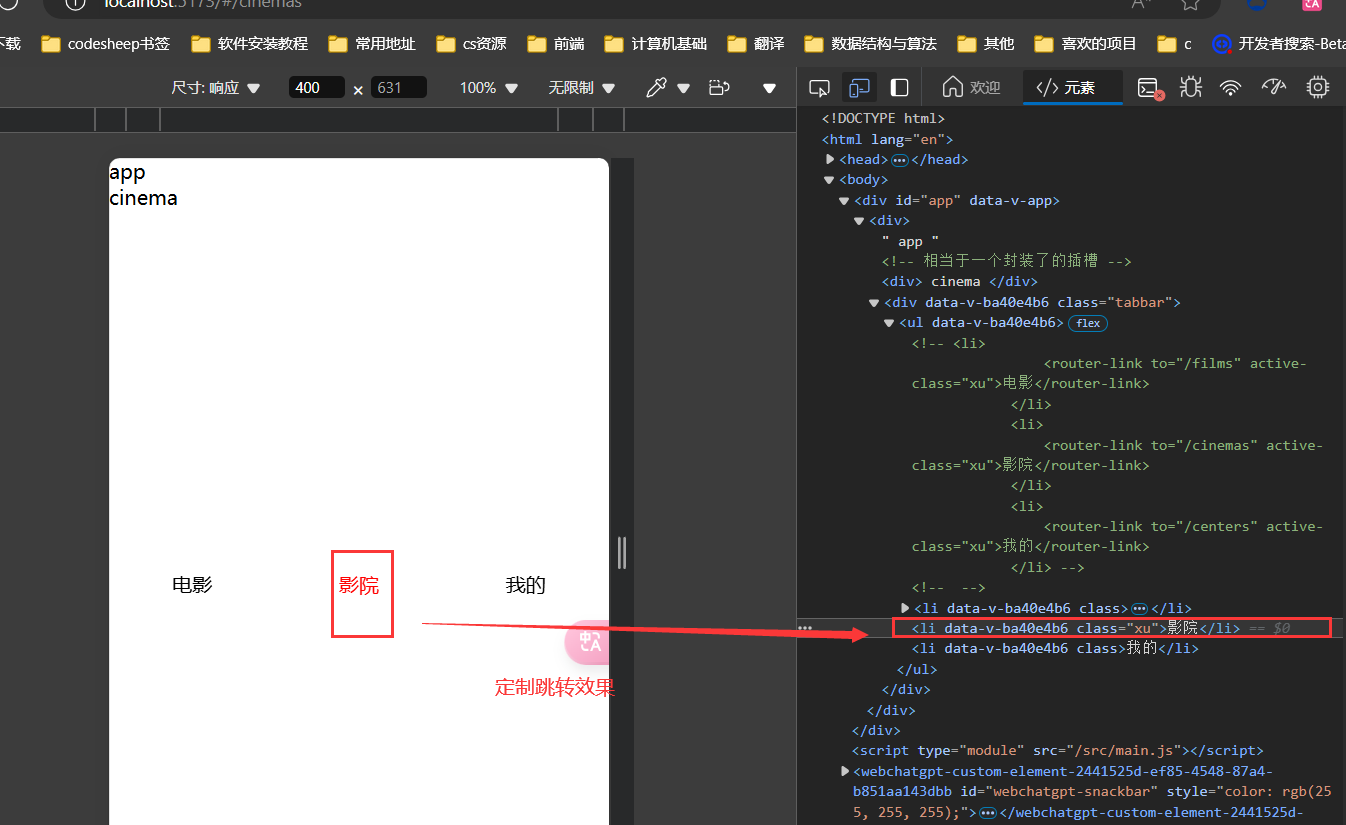 localhost:5173/#/cinemas
下载 codesheep书签 软件安装教程 常用地址 cs资源 前端 计算机基础 翻译 数据结构与算法 其他 喜欢的项目 c 开发者搜索-Beta
尺寸: 响应 400 × 631 100% 无限制 欢迎 </> 元素
app
cinema
电影 影院 我的
定制跳转效果
<!DOCTYPE html>
<html lang="en">
<head> ••• </head>
<body>
<div id="app" data-v-app>
<div>
" app "
<!-- 相当于一个封装了的插槽 -->
<div> cinema </div>
<div data-v-ba40e4b6 class="tabbar">
<ul data-v-ba40e4b6> flex
<!-- <li>
<router-link to="/films" active-
class="xu">电影</router-link>
</li>
<li>
<router-link to="/cinemas" active-
class="xu">影院</router-link>
</li>
<li>
<router-link to="/centers" active-
class="xu">我的</router-link>
</li> -->
<!--  -->
<li data-v-ba40e4b6 class> ••• </li>
••• <li data-v-ba40e4b6 class="xu">影院</li> == $0
<li data-v-ba40e4b6 class>我的</li>
</ul>
</div>
</div>
</div>
<script type="module" src="/src/main.js"></script>
<webchatgpt-custom-element-2441525d-ef85-4548-87a4-
b851aa143dbb id="webchatgpt-snackbar" style="color: rgb(25
5, 255, 255);"> ••• </webchatgpt-custom-element-2441525d-